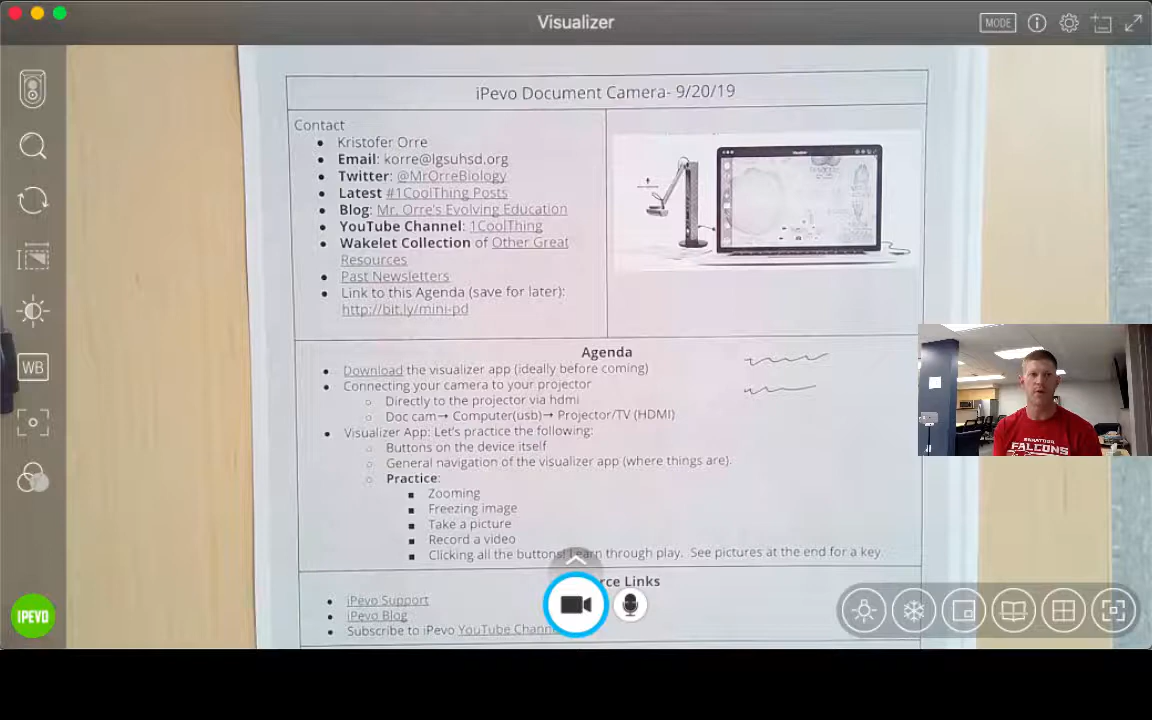 Visualizer
MODE
iPevo Document Camera- 9/20/19
Contact
Kristofer Orre
Email: korre@lgsuhsd.org
Twitter: @MrOrreBiology
Latest #1CoolThing Posts
Blog: Mr. Orre's Evolving Education
YouTube Channel: 1CoolThing
Wakelet Collection of Other Great
Resources
Past Newsletters
Link to this Agenda (save for later):
http://bit.ly/mini-pd
Agenda
Download the visualizer app (ideally before coming)
Connecting your camera to your projector
Directly to the projector via hdmi
Doc cam→ Computer(usb)→ Projector/TV (HDMI)
Visualizer App: Let's practice the following:
Buttons on the device itself
General navigation of the visualizer app (where things are).
Practice:
Zooming
Freezing image
Take a picture
Record a video
Clicking all the buttons! Learn through play. See pictures at the end for a key.
Links
iPevo Support
iPevo Blog
Subscribe to iPevo YouTube
WB
IPEVO
FALCONS